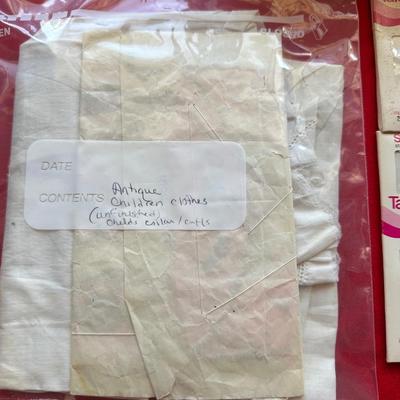 DATE
CONTENTS Antique
Children clothes
(unfinished)
Childs collar/cuffs